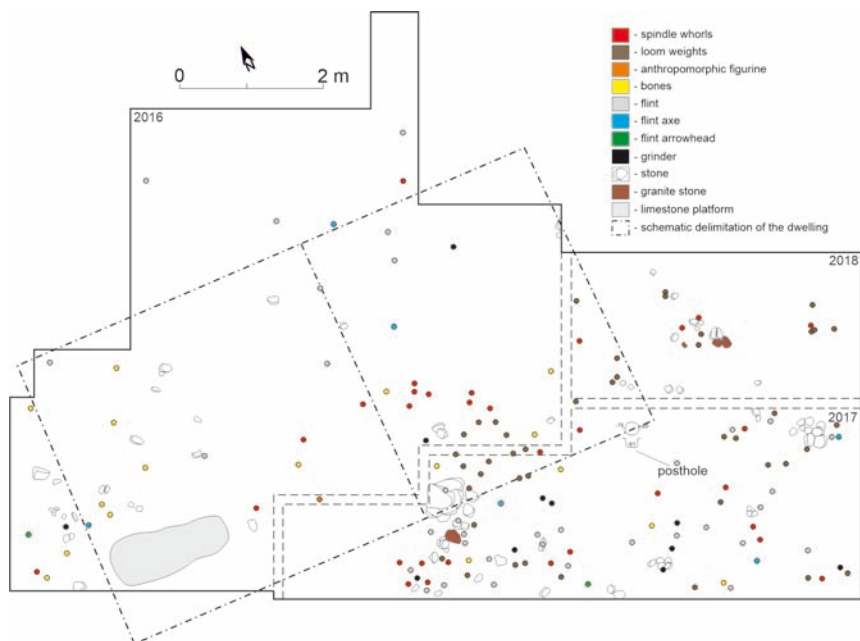 2016
N
0 2 m
- spindle whorls
- loom weights
- anthropomorphic figurine
- bones
- flint
- flint axe
- flint arrowhead
- grinder
- stone
- granite stone
- limestone platform
- schematic delimitation of the dwelling
2018
2017
posthole